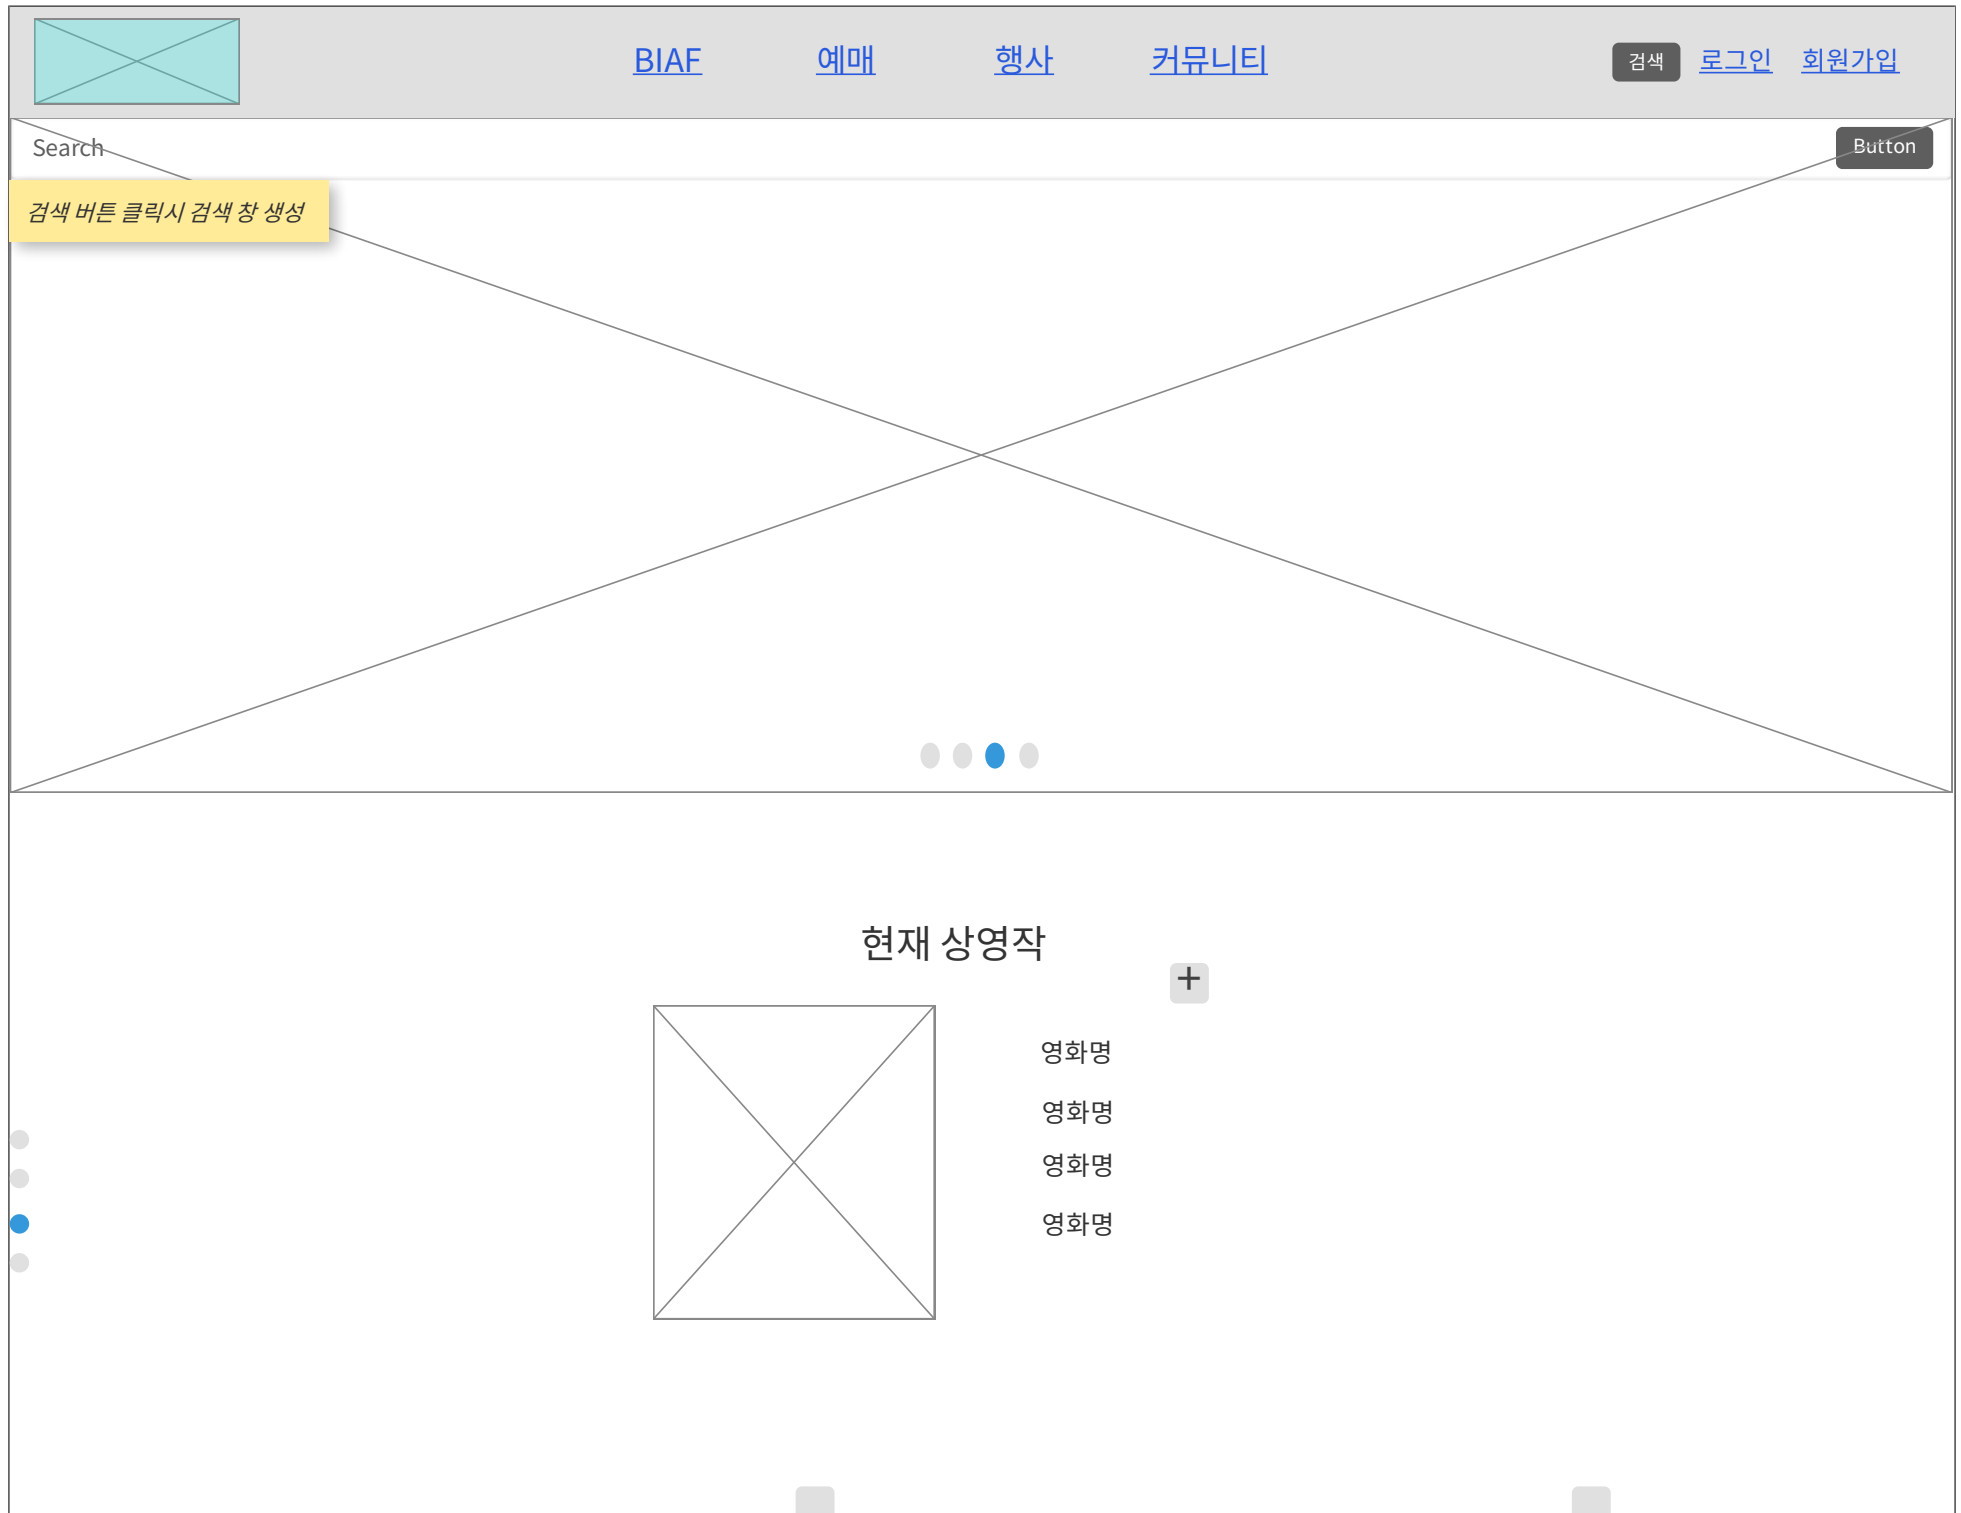 BIAF 예매 행사 커뮤니티 검색 로그인 회원가입
Search Button
검색 버튼 클릭시 검색 창 생성
현재 상영작
+
영화명
영화명
영화명
영화명